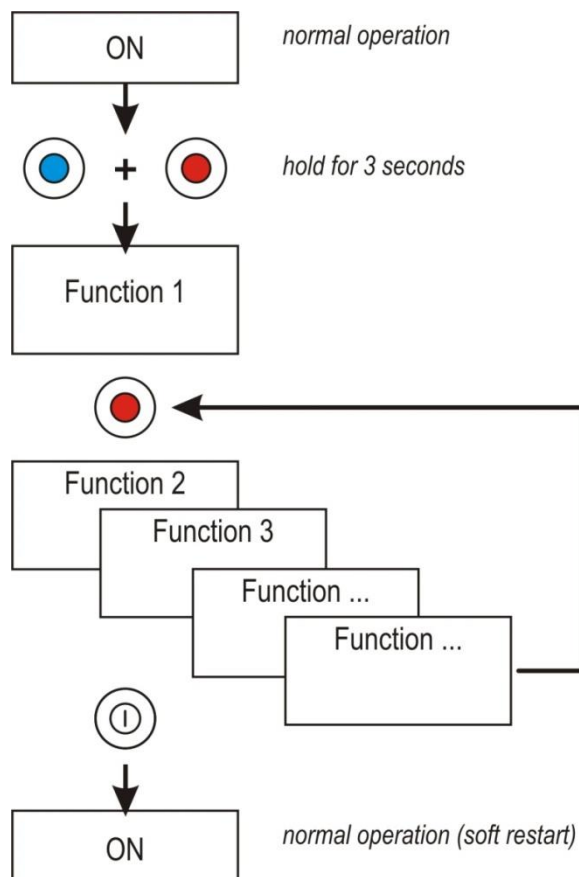 ON
normal operation
+
hold for 3 seconds
Function 1
Function 2
Function 3
Function ...
Function ...
ON
normal operation (soft restart)